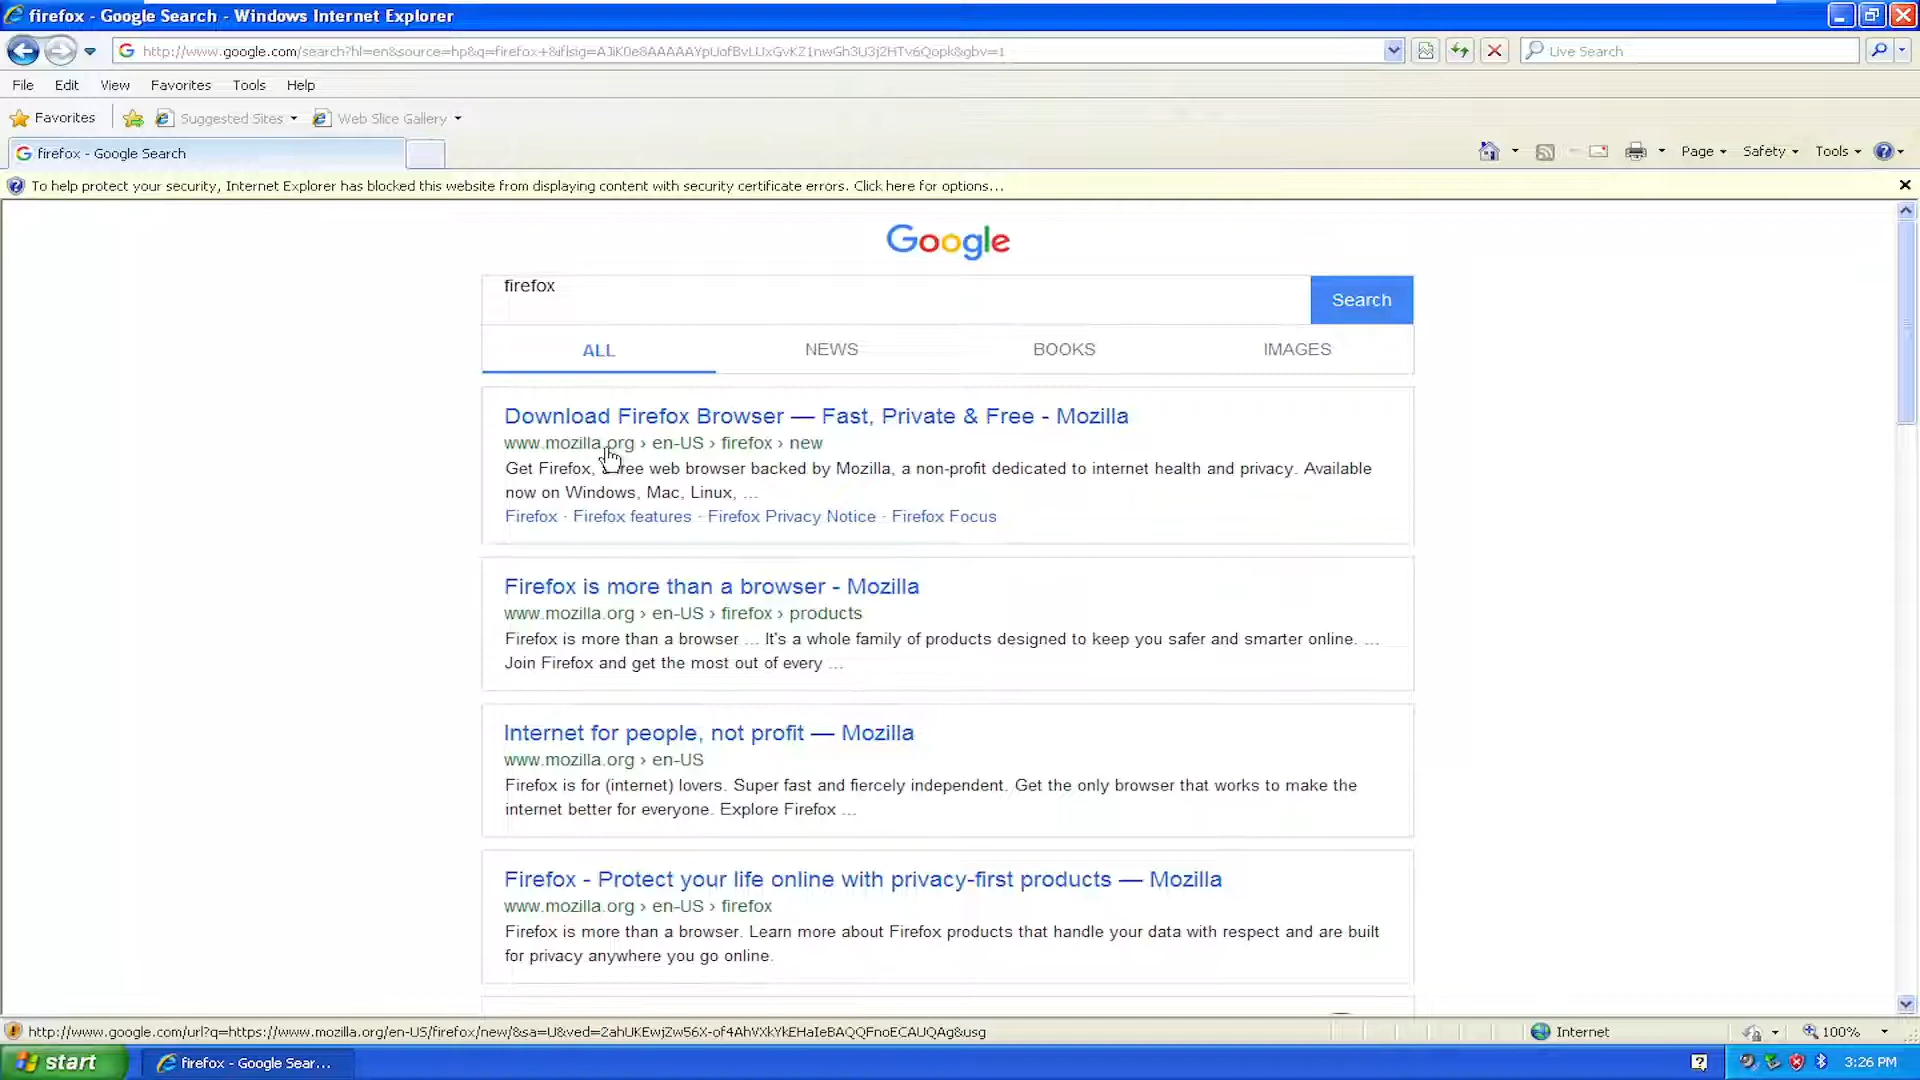 firefox - Google Search - Windows Internet Explorer
http://www.google.com/search?hl=en&source=hp&q=firefox+&iflsig=AJiK0e8AAAAAYpUofBvLUxGvKZ1nwGh3U3j2HTv6Qopk&gbv=1
Live Search
File Edit View Favorites Tools Help
Favorites Suggested Sites Web Slice Gallery
firefox - Google Search
Page Safety Tools
To help protect your security, Internet Explorer has blocked this website from displaying content with security certificate errors. Click here for options...
Google
firefox
Search
ALL NEWS BOOKS IMAGES
Download Firefox Browser — Fast, Private & Free - Mozilla
www.mozilla.org › en-US › firefox › new
Get Firefox, a free web browser backed by Mozilla, a non-profit dedicated to internet health and privacy. Available
now on Windows, Mac, Linux, ...
Firefox · Firefox features · Firefox Privacy Notice · Firefox Focus
Firefox is more than a browser - Mozilla
www.mozilla.org › en-US › firefox › products
Firefox is more than a browser ... It's a whole family of products designed to keep you safer and smarter online. ...
Join Firefox and get the most out of every ...
Internet for people, not profit — Mozilla
www.mozilla.org › en-US
Firefox is for (internet) lovers. Super fast and fiercely independent. Get the only browser that works to make the
internet better for everyone. Explore Firefox ...
Firefox - Protect your life online with privacy-first products — Mozilla
www.mozilla.org › en-US › firefox
Firefox is more than a browser. Learn more about Firefox products that handle your data with respect and are built
for privacy anywhere you go online.
http://www.google.com/url?q=https://www.mozilla.org/en-US/firefox/new/&sa=U&ved=2ahUKEwjZw56X-of4AhVXkYkEHaIeBAQQFnoECAUQAg&usg
Internet
100%
start
firefox - Google Sear...
3:26 PM